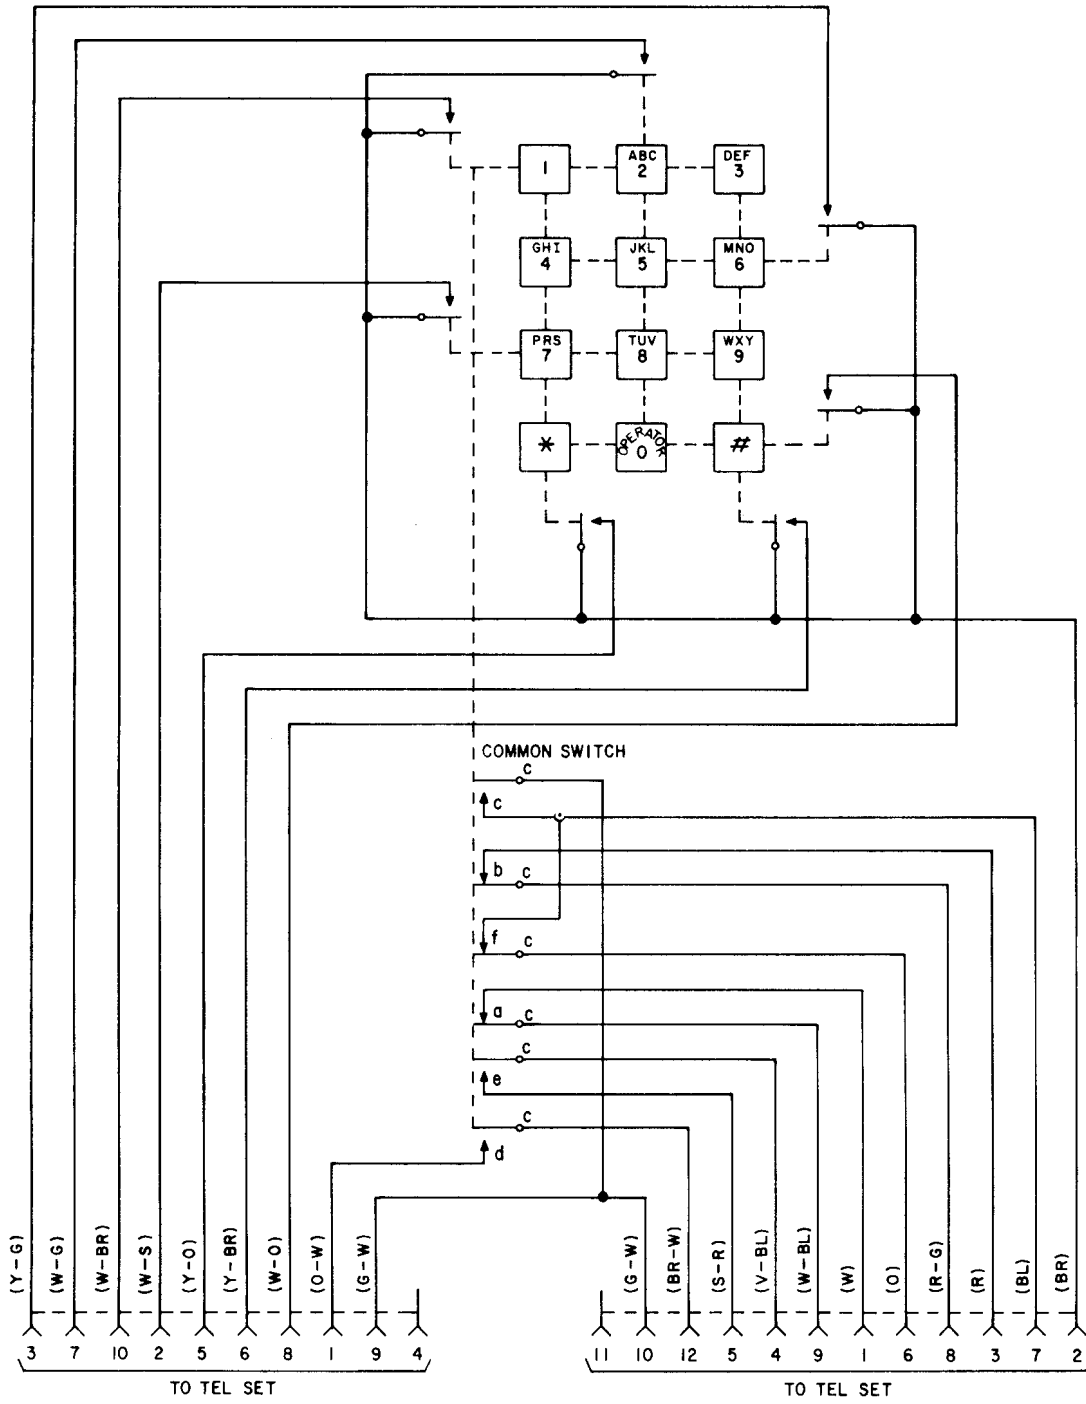 ABC DEF
1 2 3
GHI JKL MNO
4 5 6
PRS TUV WXY
7 8 9
* OPERATOR #
0
COMMON SWITCH
c
c
b c
f c
a c
c
e
c
d
(Y-G) (W-G) (W-BR) (W-S) (Y-O) (Y-BR) (W-O) (O-W) (G-W) (G-W) (BR-W) (S-R) (V-BL) (W-BL) (W) (O) (R-G) (R) (BL) (BR)
3 7 10 2 5 6 8 1 9 4 11 10 12 5 4 9 1 6 8 3 7 2
TO TEL SET TO TEL SET